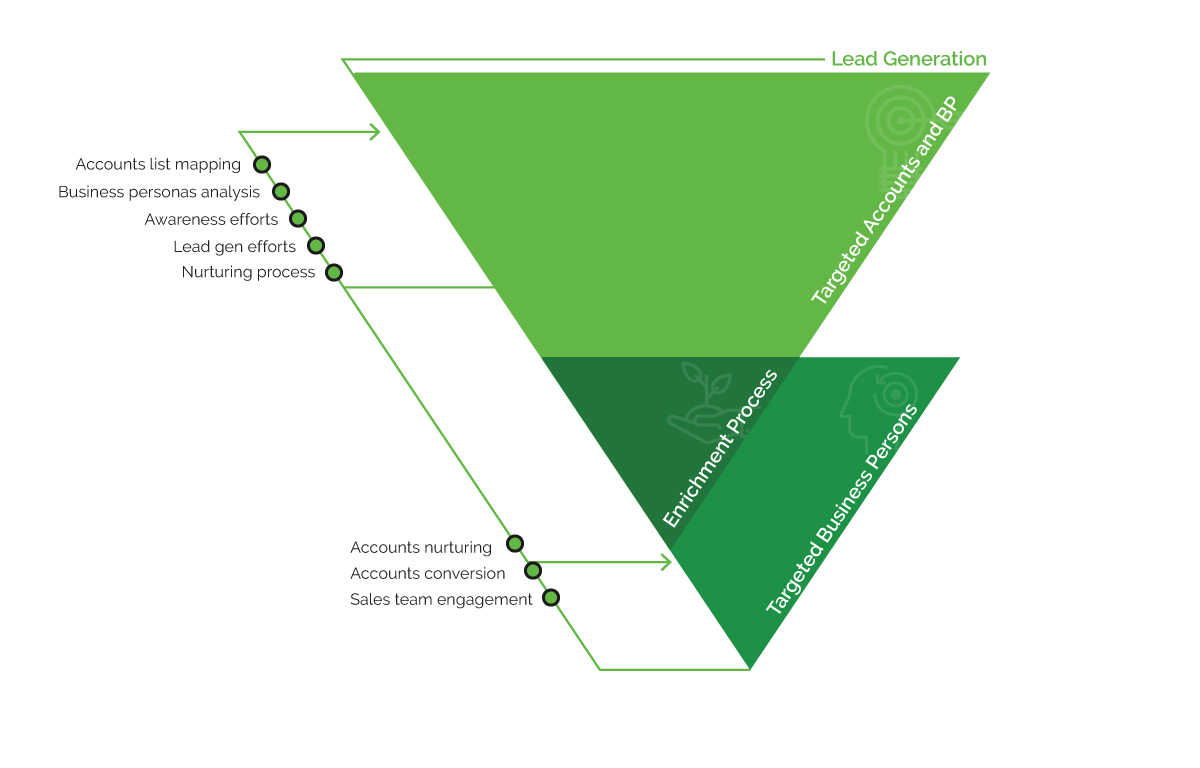 Lead Generation
Targeted Accounts and BP
Accounts list mapping
Business personas analysis
Awareness efforts
Lead gen efforts
Nurturing process
Enrichment Process
Targeted Business Persons
Accounts nurturing
Accounts conversion
Sales team engagement